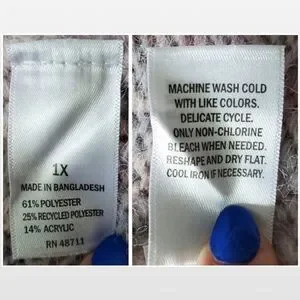 1X
MADE IN BANGLADESH
61% POLYESTER
25% RECYCLED POLYESTER
14% ACRYLIC
RN 48711
MACHINE WASH COLD
WITH LIKE COLORS.
DELICATE CYCLE.
ONLY NON-CHLORINE
BLEACH WHEN NEEDED.
RESHAPE AND DRY FLAT.
COOL IRON IF NECESSARY.